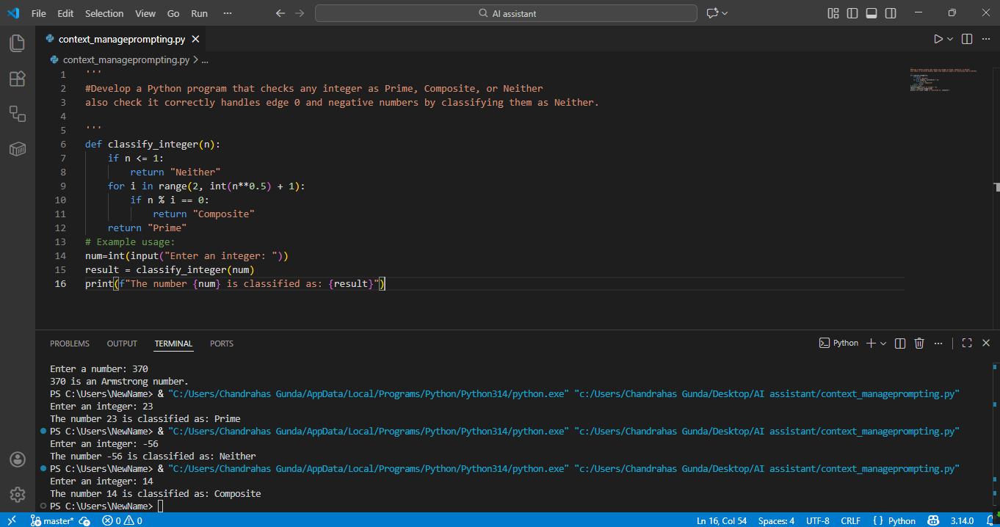 File Edit Selection View Go Run ··· AI assistant
context_manageprompting.py
context_manageprompting.py > ...
1 '''
2 #Develop a Python program that checks any integer as Prime, Composite, or Neither
3 also check it correctly handles edge 0 and negative numbers by classifying them as Neither.
4
5 '''
6 def classify_integer(n):
7 if n <= 1:
8 return "Neither"
9 for i in range(2, int(n**0.5) + 1):
10 if n % i == 0:
11 return "Composite"
12 return "Prime"
13 # Example usage:
14 num=int(input("Enter an integer: "))
15 result = classify_integer(num)
16 print(f"The number {num} is classified as: {result}")
PROBLEMS OUTPUT TERMINAL PORTS Python
Enter a number: 370
370 is an Armstrong number.
PS C:\Users\NewName> & "C:/Users/Chandrahas Gunda/AppData/Local/Programs/Python/Python314/python.exe" "c:/Users/Chandrahas Gunda/Desktop/AI assistant/context_manageprompting.py"
Enter an integer: 23
The number 23 is classified as: Prime
PS C:\Users\NewName> & "C:/Users/Chandrahas Gunda/AppData/Local/Programs/Python/Python314/python.exe" "c:/Users/Chandrahas Gunda/Desktop/AI assistant/context_manageprompting.py"
Enter an integer: -56
The number -56 is classified as: Neither
PS C:\Users\NewName> & "C:/Users/Chandrahas Gunda/AppData/Local/Programs/Python/Python314/python.exe" "c:/Users/Chandrahas Gunda/Desktop/AI assistant/context_manageprompting.py"
Enter an integer: 14
The number 14 is classified as: Composite
PS C:\Users\NewName>
master* 0 0 Ln 16, Col 54 Spaces: 4 UTF-8 CRLF {} Python 3.14.0